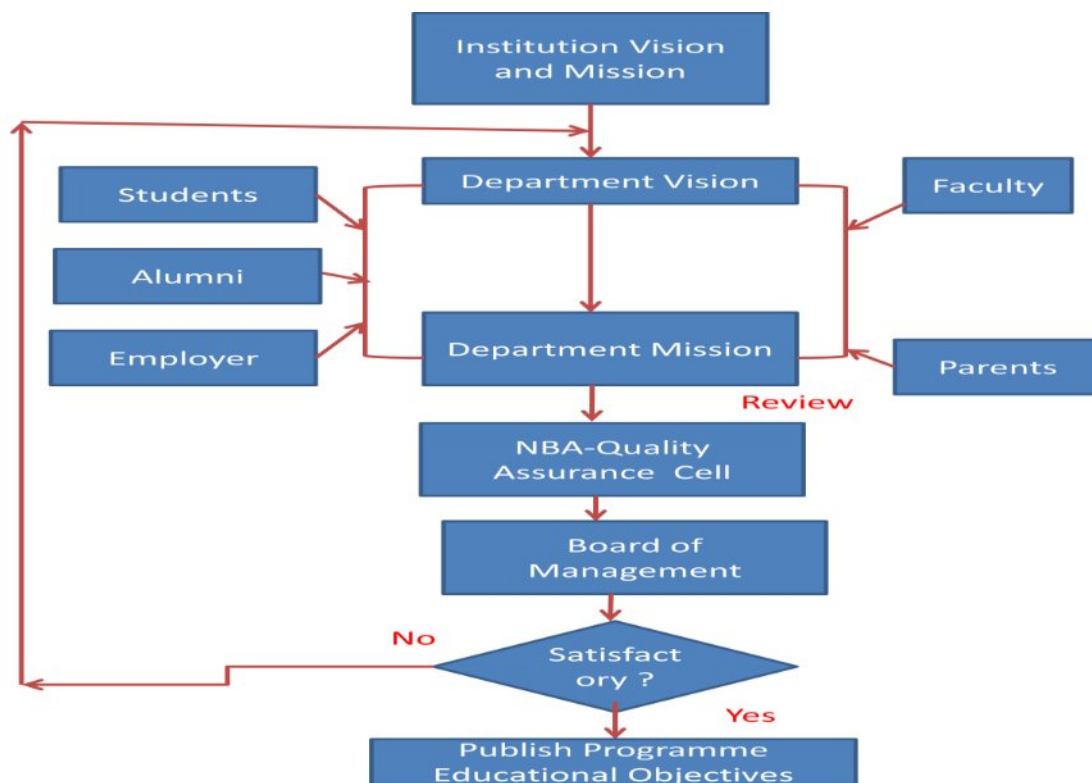 Institution Vision
and Mission
Department Vision
Students
Faculty
Alumni
Department Mission
Employer
Parents
Review
NBA-Quality
Assurance Cell
Board of
Management
No
Satisfact
ory ?
Yes
Publish Programme
Educational Objectives